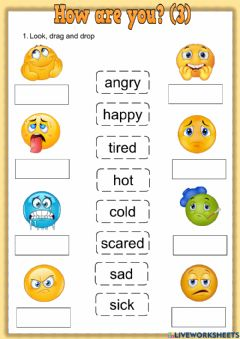 How are you? (3)
1. Look, drag and drop
angry
happy
tired
hot
cold
scared
sad
sick
LIVEWORKSHEETS